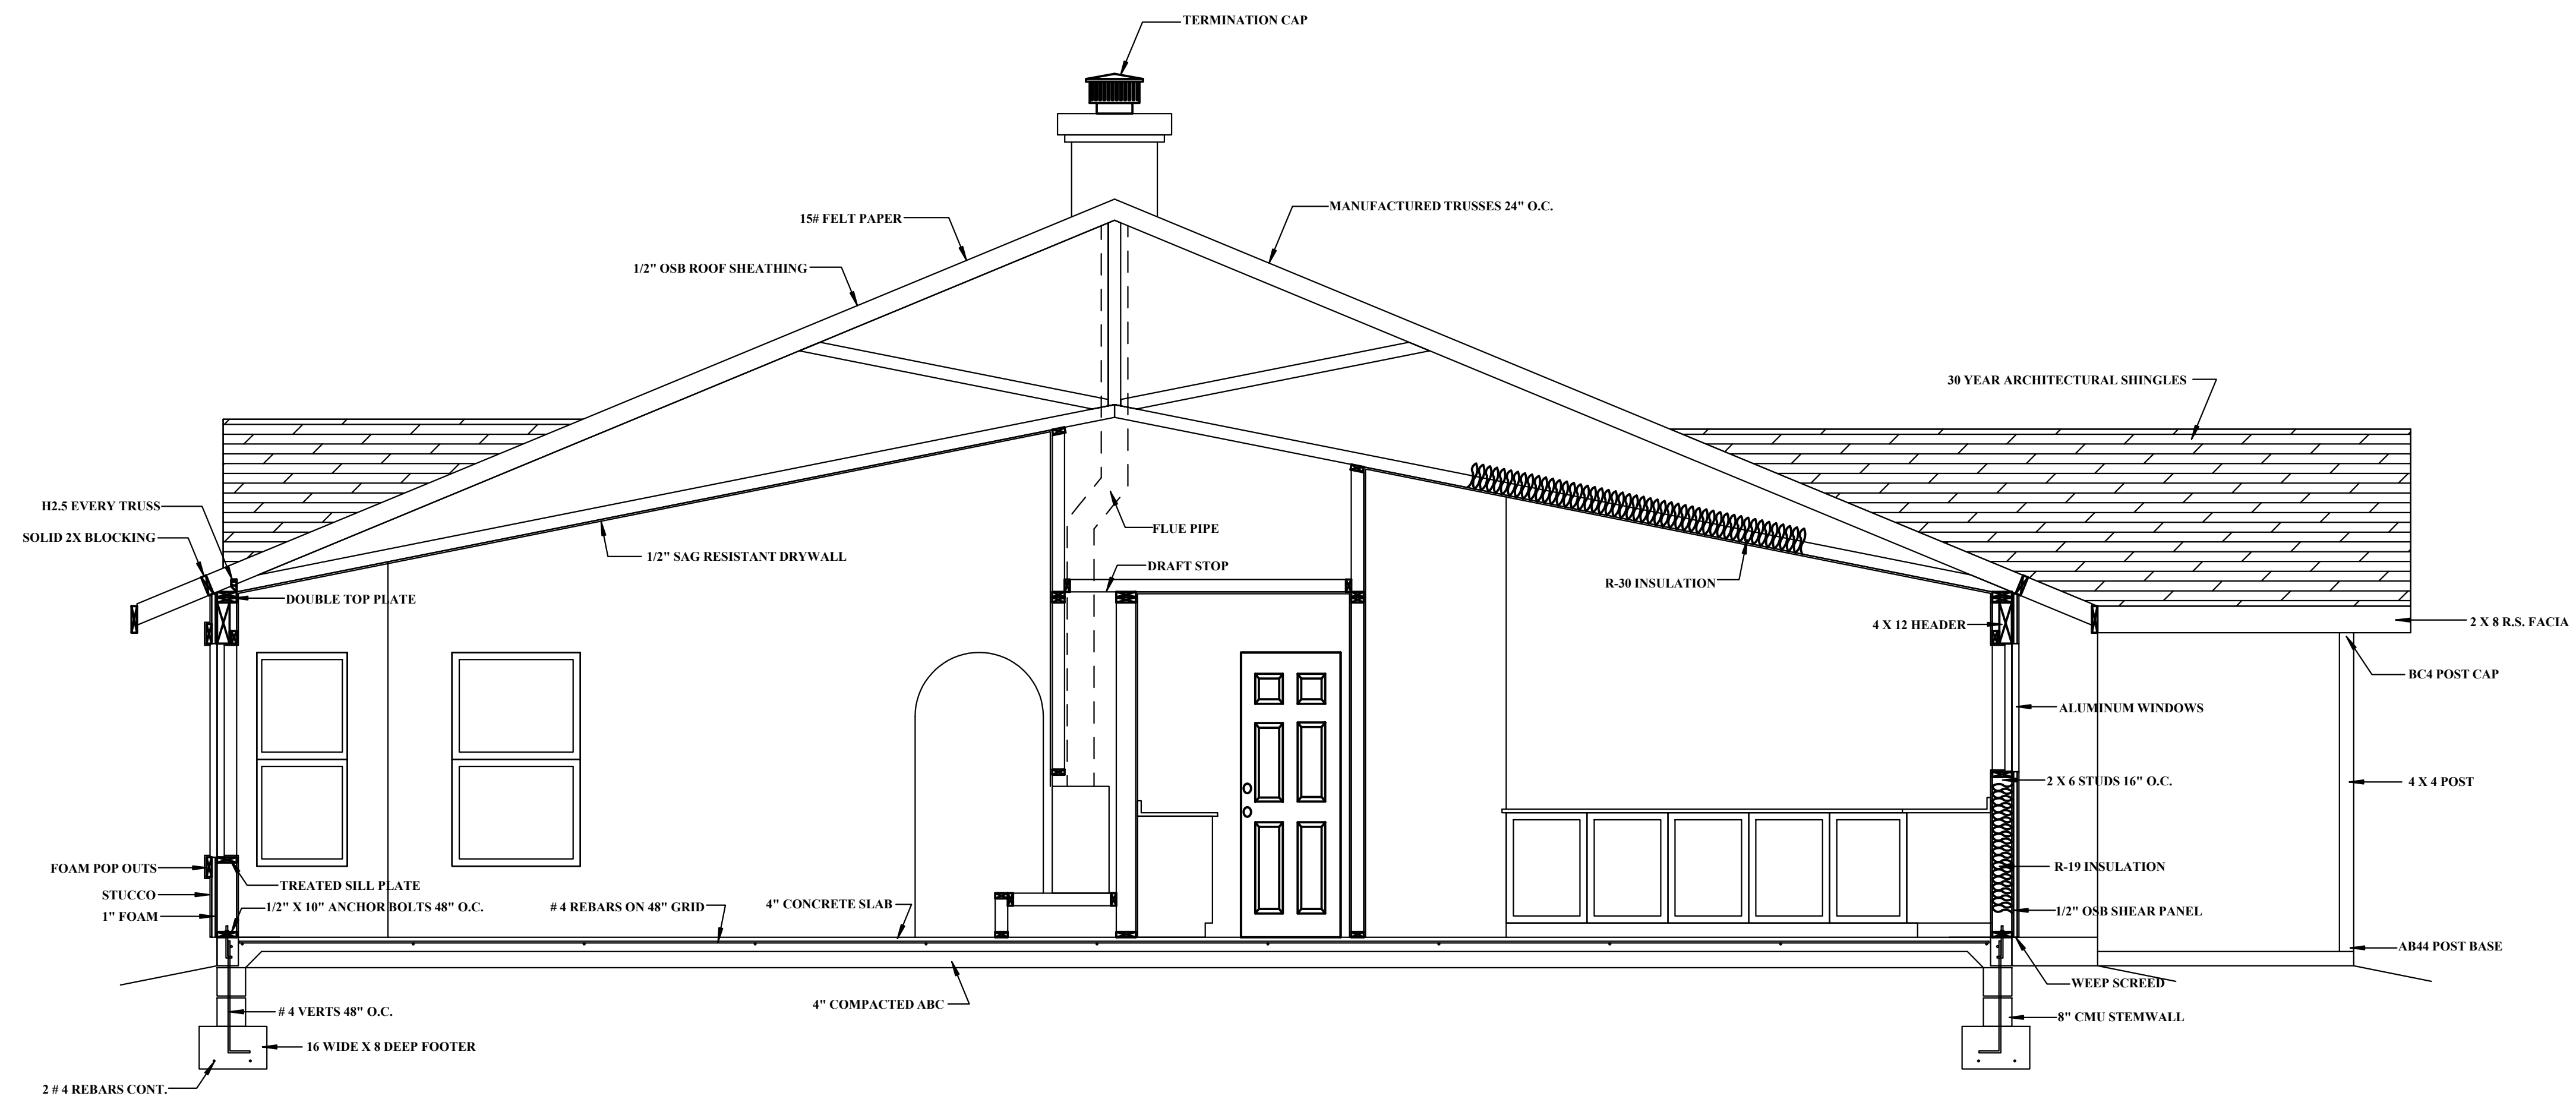 TERMINATION CAP
MANUFACTURED TRUSSES 24" O.C.
15# FELT PAPER
1/2" OSB ROOF SHEATHING
30 YEAR ARCHITECTURAL SHINGLES
H2.5 EVERY TRUSS
SOLID 2X BLOCKING
FLUE PIPE
1/2" SAG RESISTANT DRYWALL
DRAFT STOP
R-30 INSULATION
DOUBLE TOP PLATE
4 X 12 HEADER
2 X 8 R.S. FACIA
BC4 POST CAP
ALUMINUM WINDOWS
2 X 6 STUDS 16" O.C.
4 X 4 POST
FOAM POP OUTS
R-19 INSULATION
TREATED SILL PLATE
STUCCO
1/2" X 10" ANCHOR BOLTS 48" O.C.
# 4 REBARS ON 48" GRID
4" CONCRETE SLAB
1/2" OSB SHEAR PANEL
1" FOAM
AB44 POST BASE
WEEP SCREED
4" COMPACTED ABC
# 4 VERTS 48" O.C.
8" CMU STEMWALL
16 WIDE X 8 DEEP FOOTER
2 # 4 REBARS CONT.